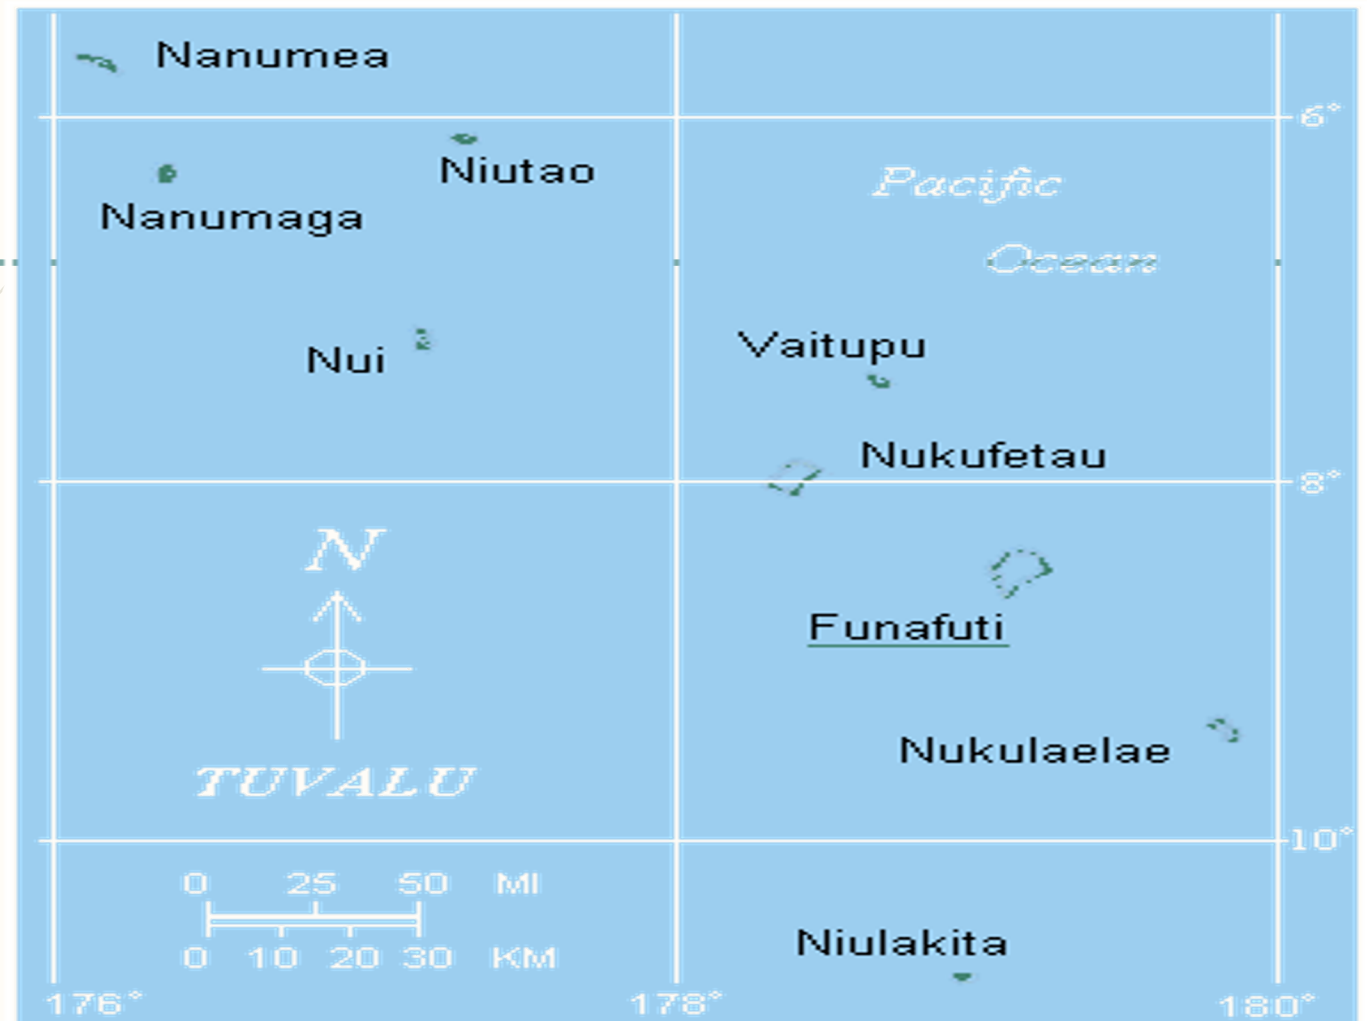 Nanumea
6°
Niutao
Pacific
Nanumaga
Ocean
Vaitupu
Nui
Nukufetau
8°
N
Funafuti
Nukulaelae
TUVALU
10°
0 25 50 MI
Niulakita
0 10 20 30 KM
176° 178° 180°